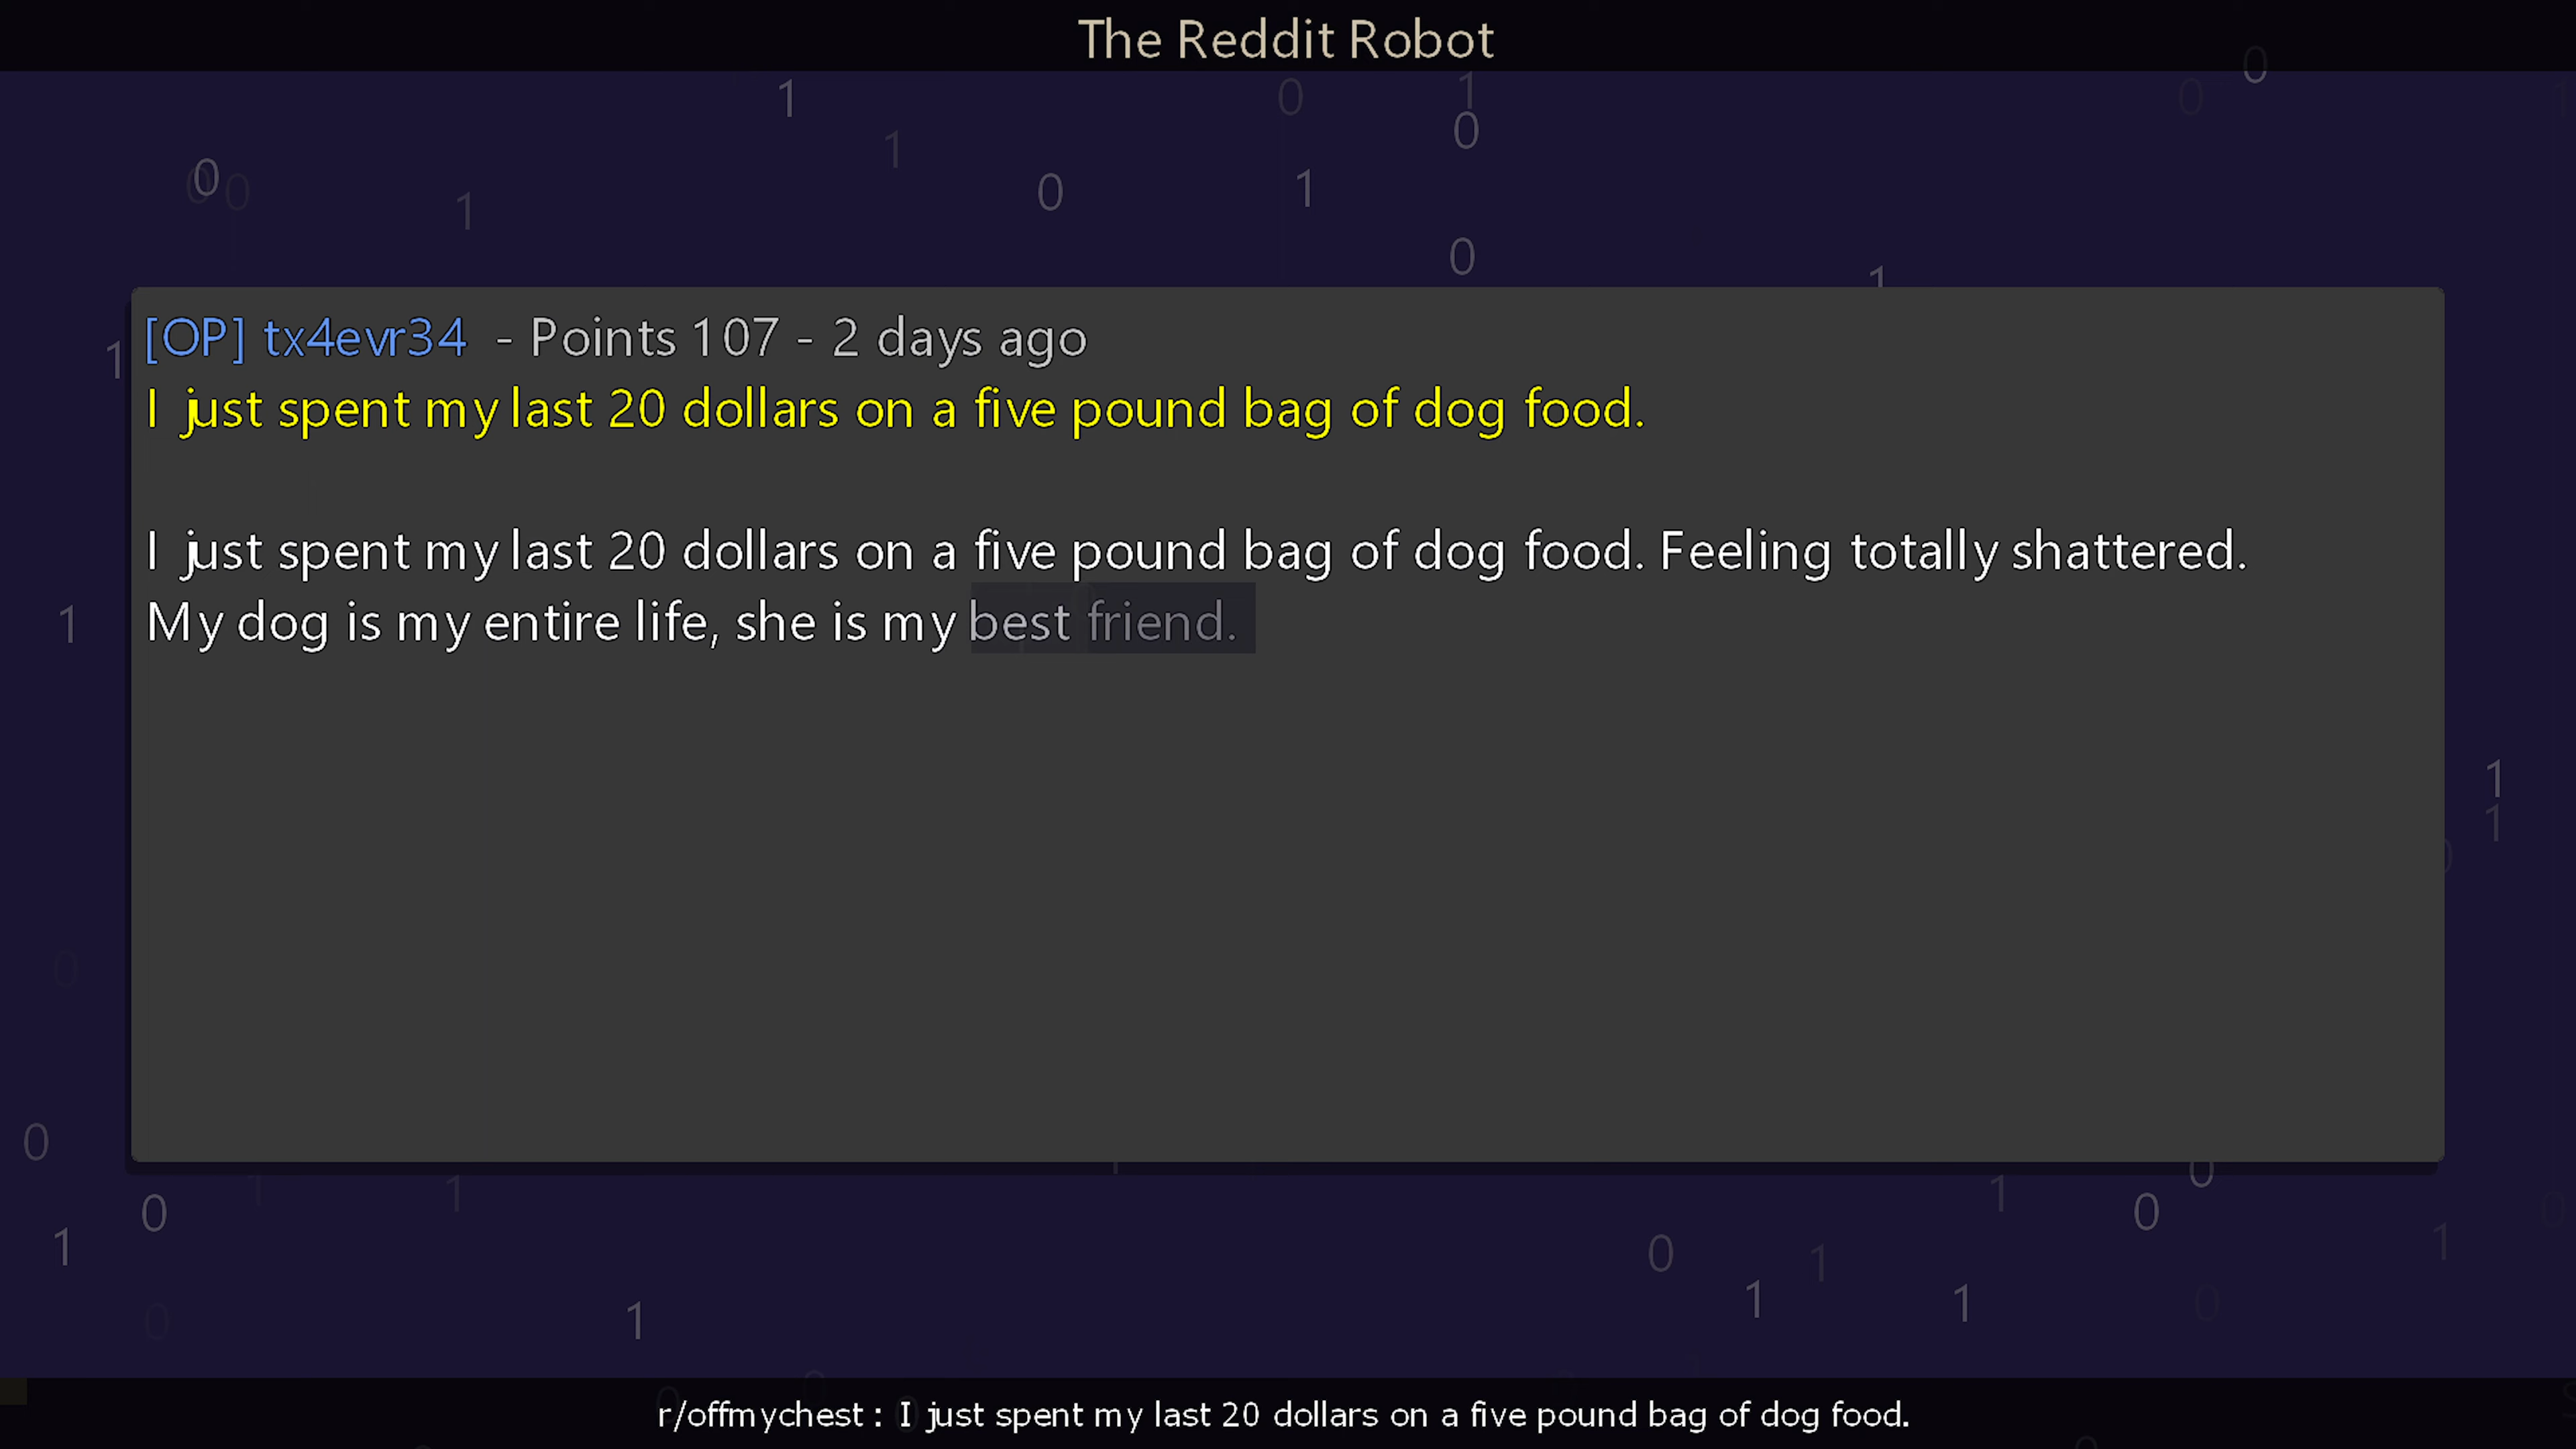 The Reddit Robot
[OP] tx4evr34 - Points 107 - 2 days ago
I just spent my last 20 dollars on a five pound bag of dog food.
I just spent my last 20 dollars on a five pound bag of dog food. Feeling totally shattered.
My dog is my entire life, she is my best friend.
r/offmychest : I just spent my last 20 dollars on a five pound bag of dog food.